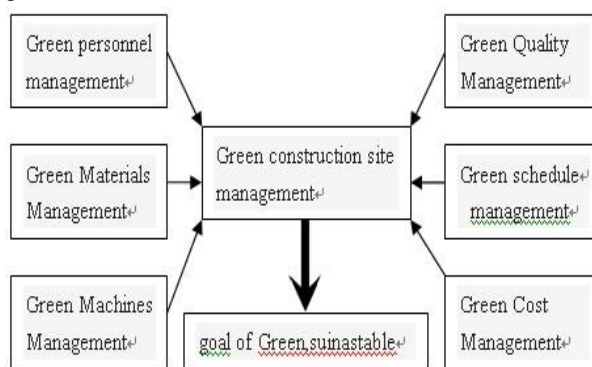 Green personnel
management↵
Green Quality
Management↵
Green construction site
management↵
Green Materials
Management↵
Green schedule↵
management↵
Green Machines
Management↵
goal of Green,suinastable↵
Green Cost
Management↵